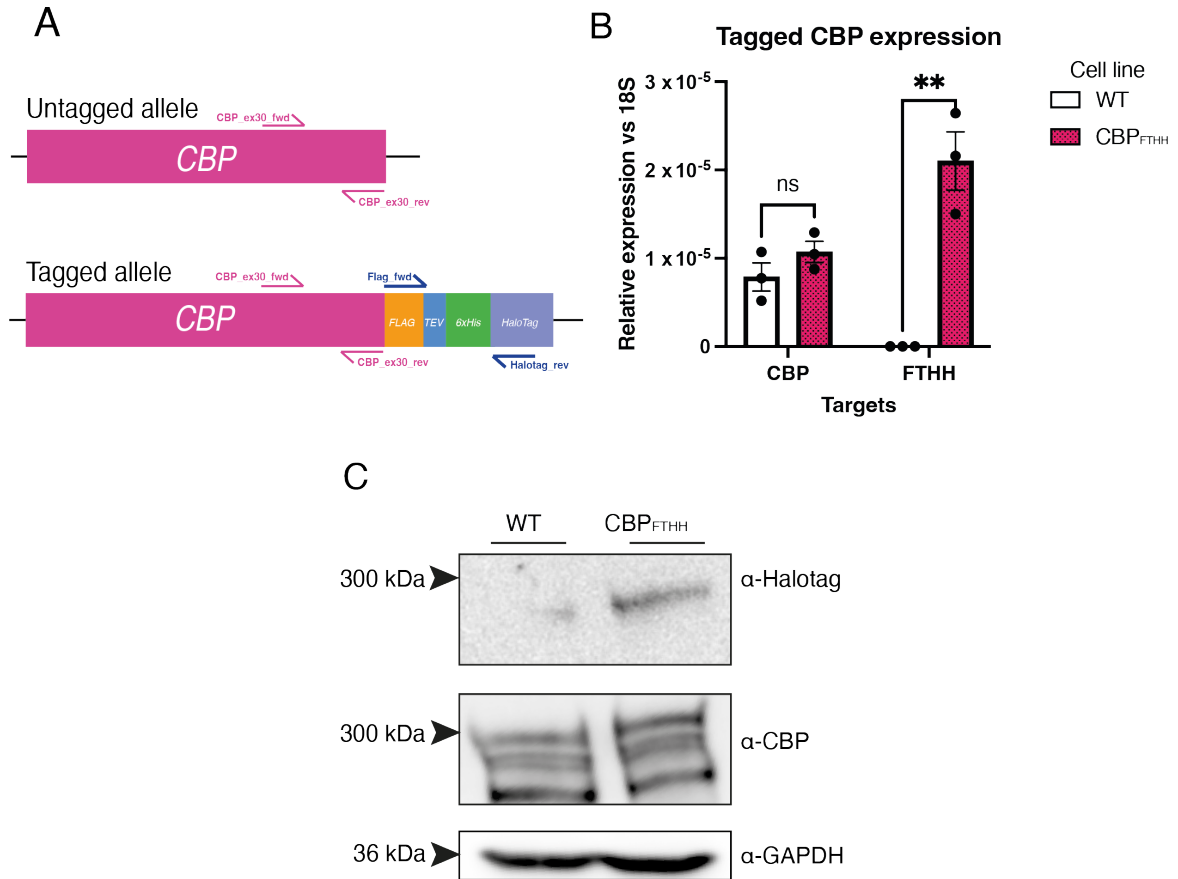 A
Untagged allele
CBP_ex30_fwd
CBP
CBP_ex30_rev
Tagged allele
CBP_ex30_fwd
Flag_fwd
CBP
FLAG
TEV
6xHis
HaloTag
CBP_ex30_rev
Halotag_rev
B
Tagged CBP expression
Relative expression vs 18S
3 x 10-5
2 x 10-5
1 x 10-5
0
ns
**
CBP
FTHH
Targets
Cell line
WT
CBPFTHH
C
WT
CBPFTHH
300 kDa
α-Halotag
300 kDa
α-CBP
36 kDa
α-GAPDH